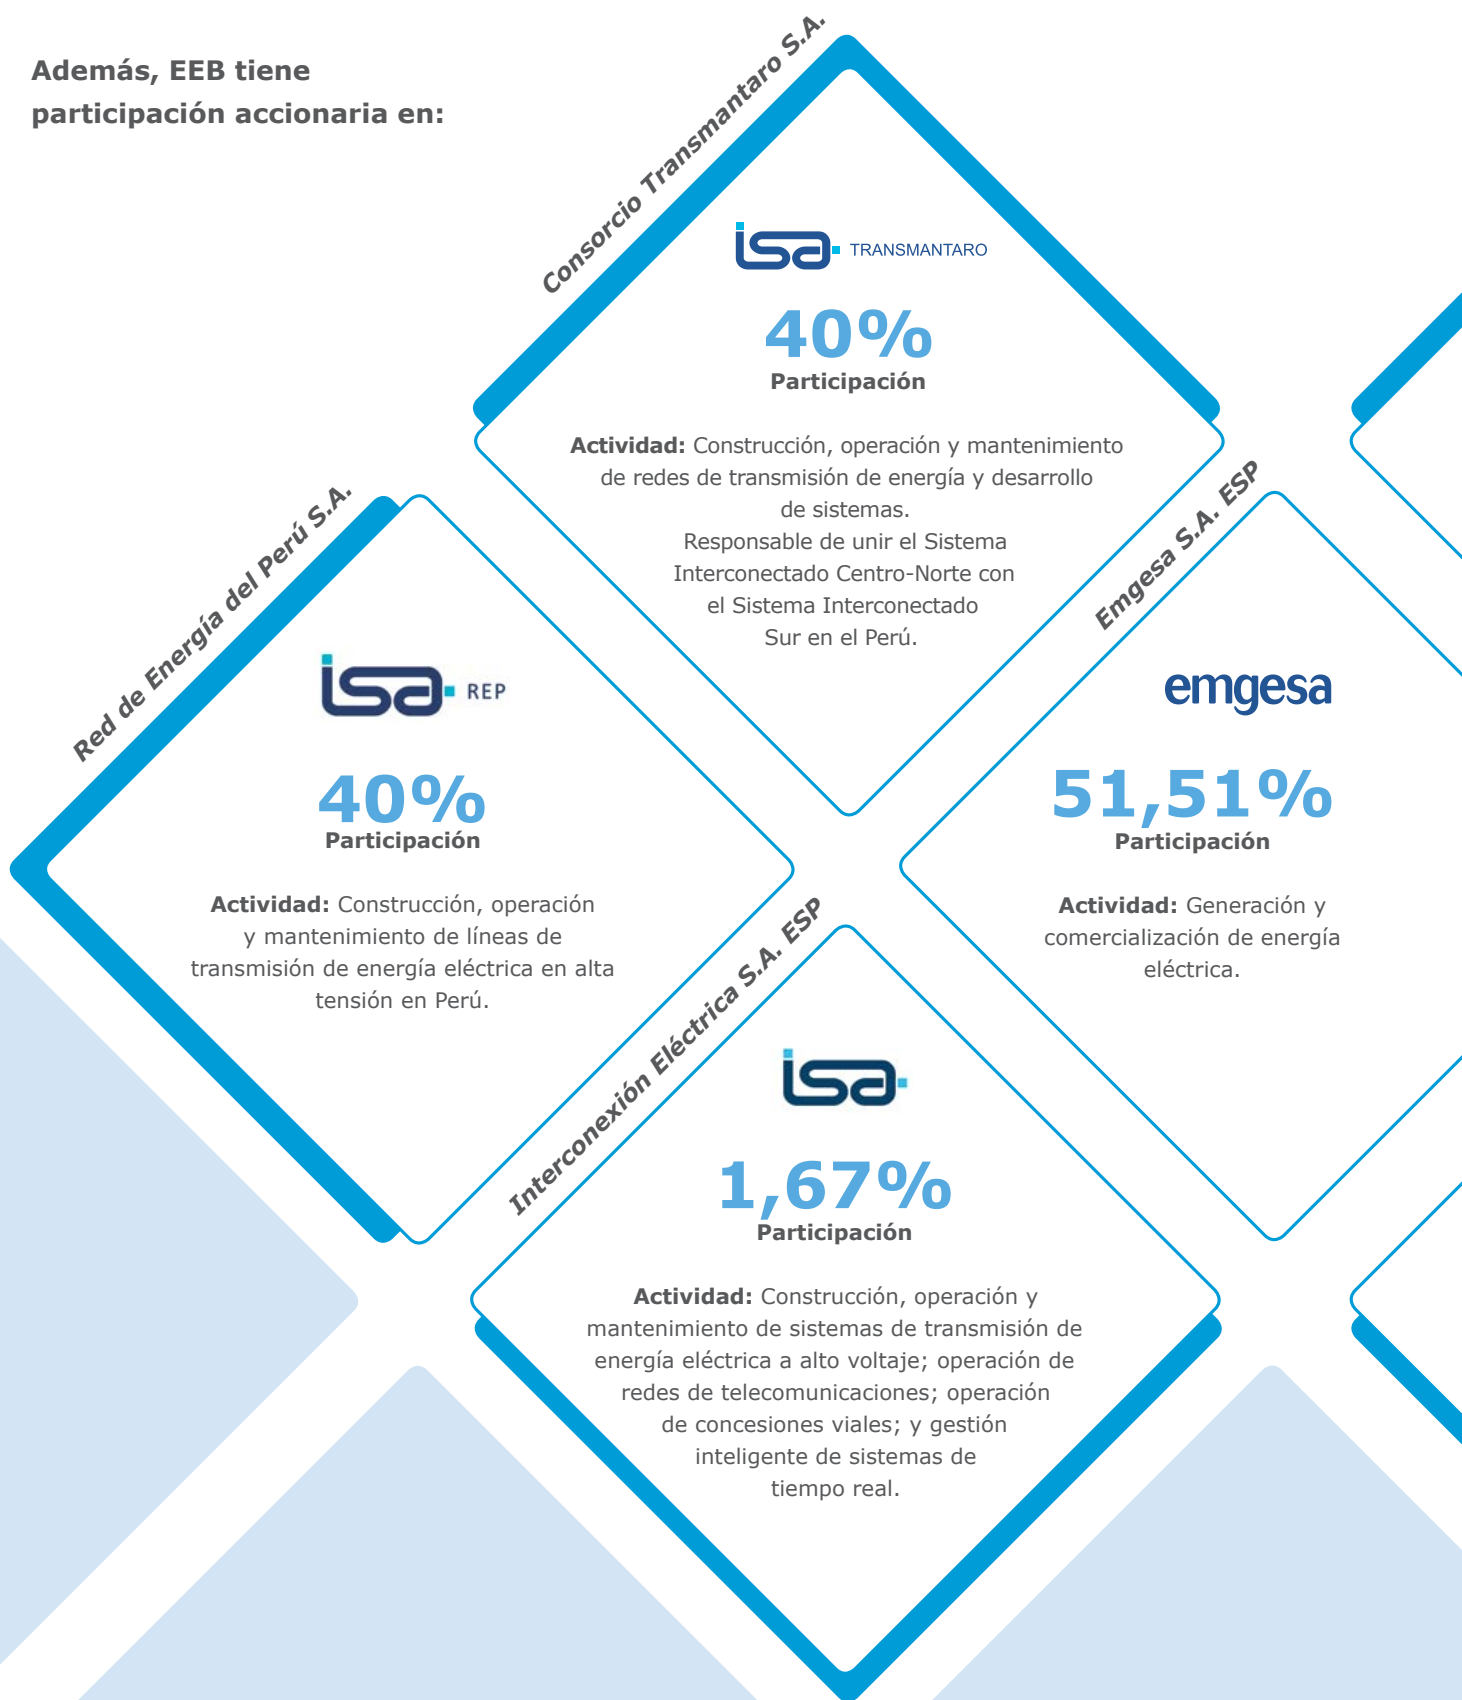 Además, EEB tiene
participación accionaria en:
Consorcio Transmantaro S.A.
isa TRANSMANTARO
40%
Participación
Actividad: Construcción, operación y mantenimiento
de redes de transmisión de energía y desarrollo
de sistemas.
Responsable de unir el Sistema
Interconectado Centro-Norte con
el Sistema Interconectado
Sur en el Perú.
Red de Energía del Perú S.A.
isa REP
40%
Participación
Actividad: Construcción, operación
y mantenimiento de líneas de
transmisión de energía eléctrica en alta
tensión en Perú.
Emgesa S.A. ESP
emgesa
51,51%
Participación
Actividad: Generación y
comercialización de energía
eléctrica.
Interconexión Eléctrica S.A. ESP
isa
1,67%
Participación
Actividad: Construcción, operación y
mantenimiento de sistemas de transmisión de
energía eléctrica a alto voltaje; operación de
redes de telecomunicaciones; operación
de concesiones viales; y gestión
inteligente de sistemas de
tiempo real.